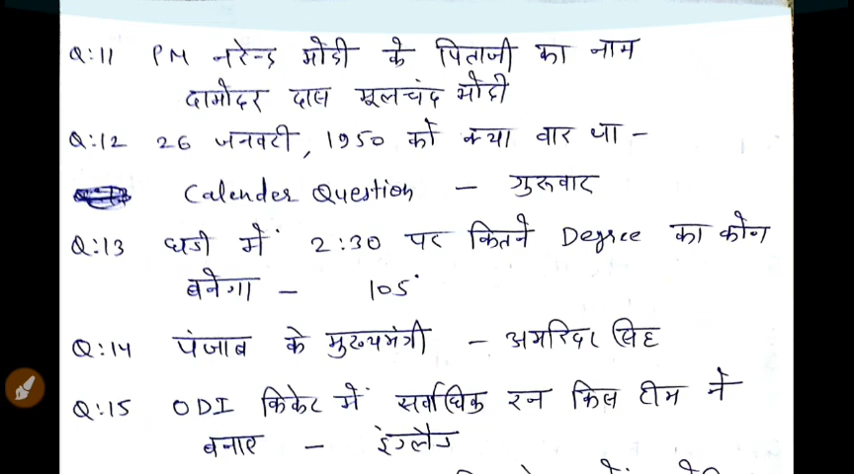 Q:11 PM नरेन्द्र मोदी के पिताजी का नाम
दामोदर दास मूलचंद मोदी
Q:12 26 जनवरी, 1950 को क्या वार था -
Calender Question - गुरुवार
Q:13 घड़ी में 2:30 पर कितने Degree का कोण
बनेगा - 105°
Q:14 पंजाब के मुख्यमंत्री - अमरिंदर सिंह
Q:15 ODI क्रिकेट में सर्वाधिक रन किस टीम ने
बनाए - इंग्लैण्ड